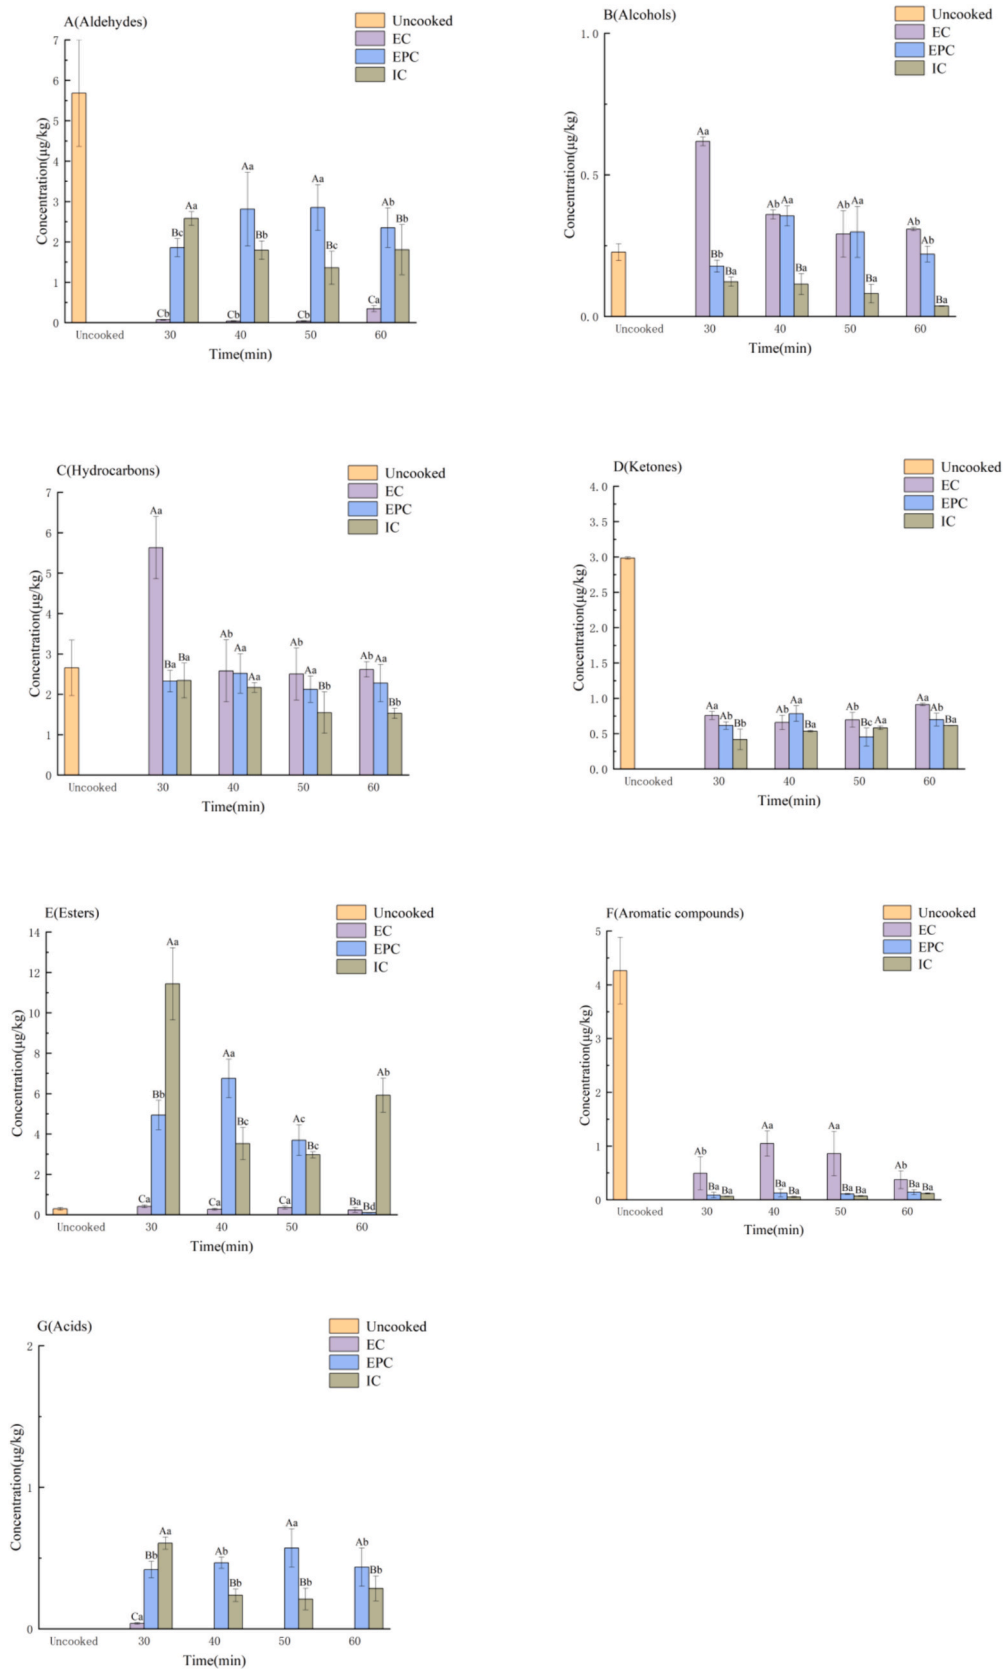 A(Aldehydes)
Uncooked
EC
EPC
IC
Concentration(μg/kg)
7
6
5
4
3
2
1
0
Cb Bc Aa
Cb Aa Bb
Cb Aa Bc
Ca Ab Bb
Uncooked 30 40 50 60
Time(min)
B(Alcohols)
Uncooked
EC
EPC
IC
Concentration(μg/kg)
1.0
0.5
0.0
Aa Bb Ba
Ab Aa Ba
Ab Aa Ba
Ab Ab Ba
Uncooked 30 40 50 60
Time(min)
C(Hydrocarbons)
Uncooked
EC
EPC
IC
Concentration(μg/kg)
7
6
5
4
3
2
1
0
Aa Ba Ba
Ab Aa Aa
Ab Aa Bb
Ab Aa Bb
Uncooked 30 40 50 60
Time(min)
D(Ketones)
Uncooked
EC
EPC
IC
Concentration(μg/kg)
4.0
3.5
3.0
2.5
2.0
1.5
1.0
0.5
0.0
Aa Ab Bb
Ab Aa Ba
Ab Bc Aa
Aa Ab Ba
Uncooked 30 40 50 60
Time(min)
E(Esters)
Uncooked
EC
EPC
IC
Concentration(μg/kg)
14
12
10
8
6
4
2
0
Ca Bb Aa
Ca Aa Bc
Ca Ac Bc
Ba Bd Ab
Uncooked 30 40 50 60
Time(min)
F(Aromatic compounds)
Uncooked
EC
EPC
IC
Concentration(μg/kg)
5
4
3
2
1
0
Ab Ba Ba
Aa Ba Ba
Aa Ba Ba
Ab Ba Ba
Uncooked 30 40 50 60
Time(min)
G(Acids)
Uncooked
EC
EPC
IC
Concentration(μg/kg)
2
1
0
Ca Bb Aa
Ab Bb
Aa Bb
Ab Bb
Uncooked 30 40 50 60
Time(min)